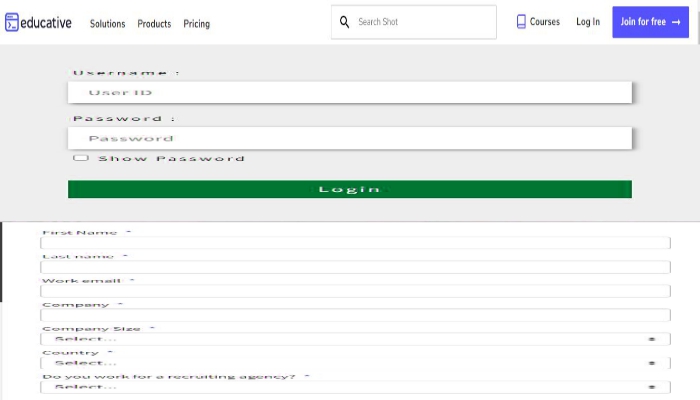 educative Solutions Products Pricing Search Shot Courses Log In Join for free →
Username :
User ID
Password :
Password
Show Password
Login
First Name *
Last name *
Work email *
Company *
Company Size *
Select...
Country *
Select...
Do you work for a recruiting agency? *
Select...